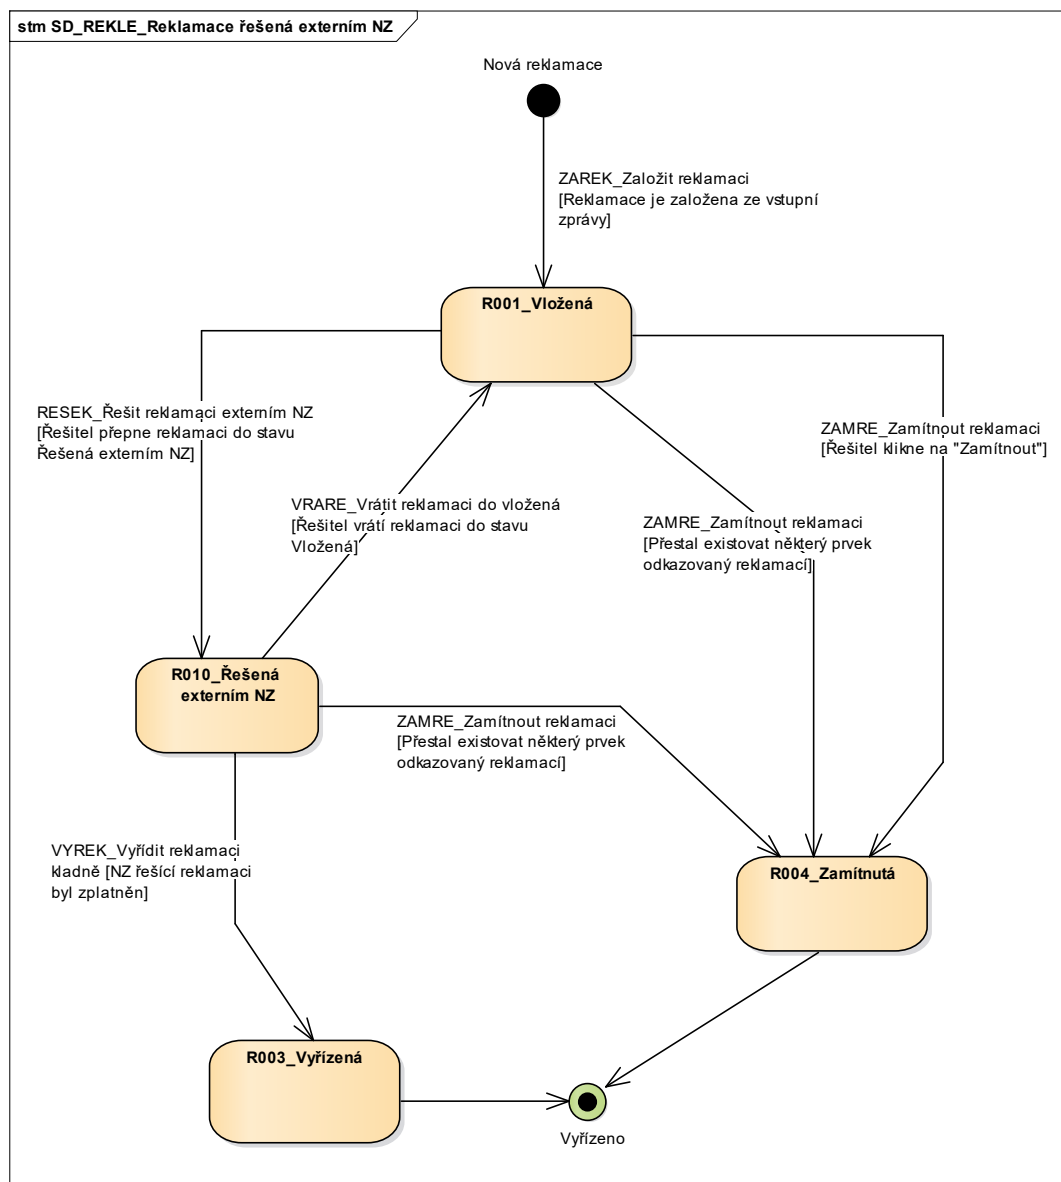 stm SD_REKLE_Reklamace řešená externím NZ
Nová reklamace
ZAREK_Založit reklamaci
[Reklamace je založena ze vstupní
zprávy]
R001_Vložená
RESEK_Řešit reklamaci externím NZ
[Řešitel přepne reklamaci do stavu
Řešená externím NZ]
ZAMRE_Zamítnout reklamaci
[Řešitel klikne na "Zamítnout"]
VRARE_Vrátit reklamaci do vložená
[Řešitel vrátí reklamaci do stavu
Vložená]
ZAMRE_Zamítnout reklamaci
[Přestal existovat některý prvek
odkazovaný reklamací]
R010_Řešená
externím NZ
ZAMRE_Zamítnout reklamaci
[Přestal existovat některý prvek
odkazovaný reklamací]
VYREK_Vyřídit reklamaci
kladně [NZ řešící reklamaci
byl zplatněn]
R004_Zamítnutá
R003_Vyřízená
Vyřízeno